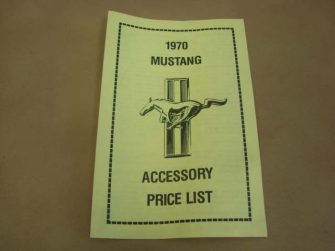 1970
MUSTANG
ACCESSORY
PRICE LIST